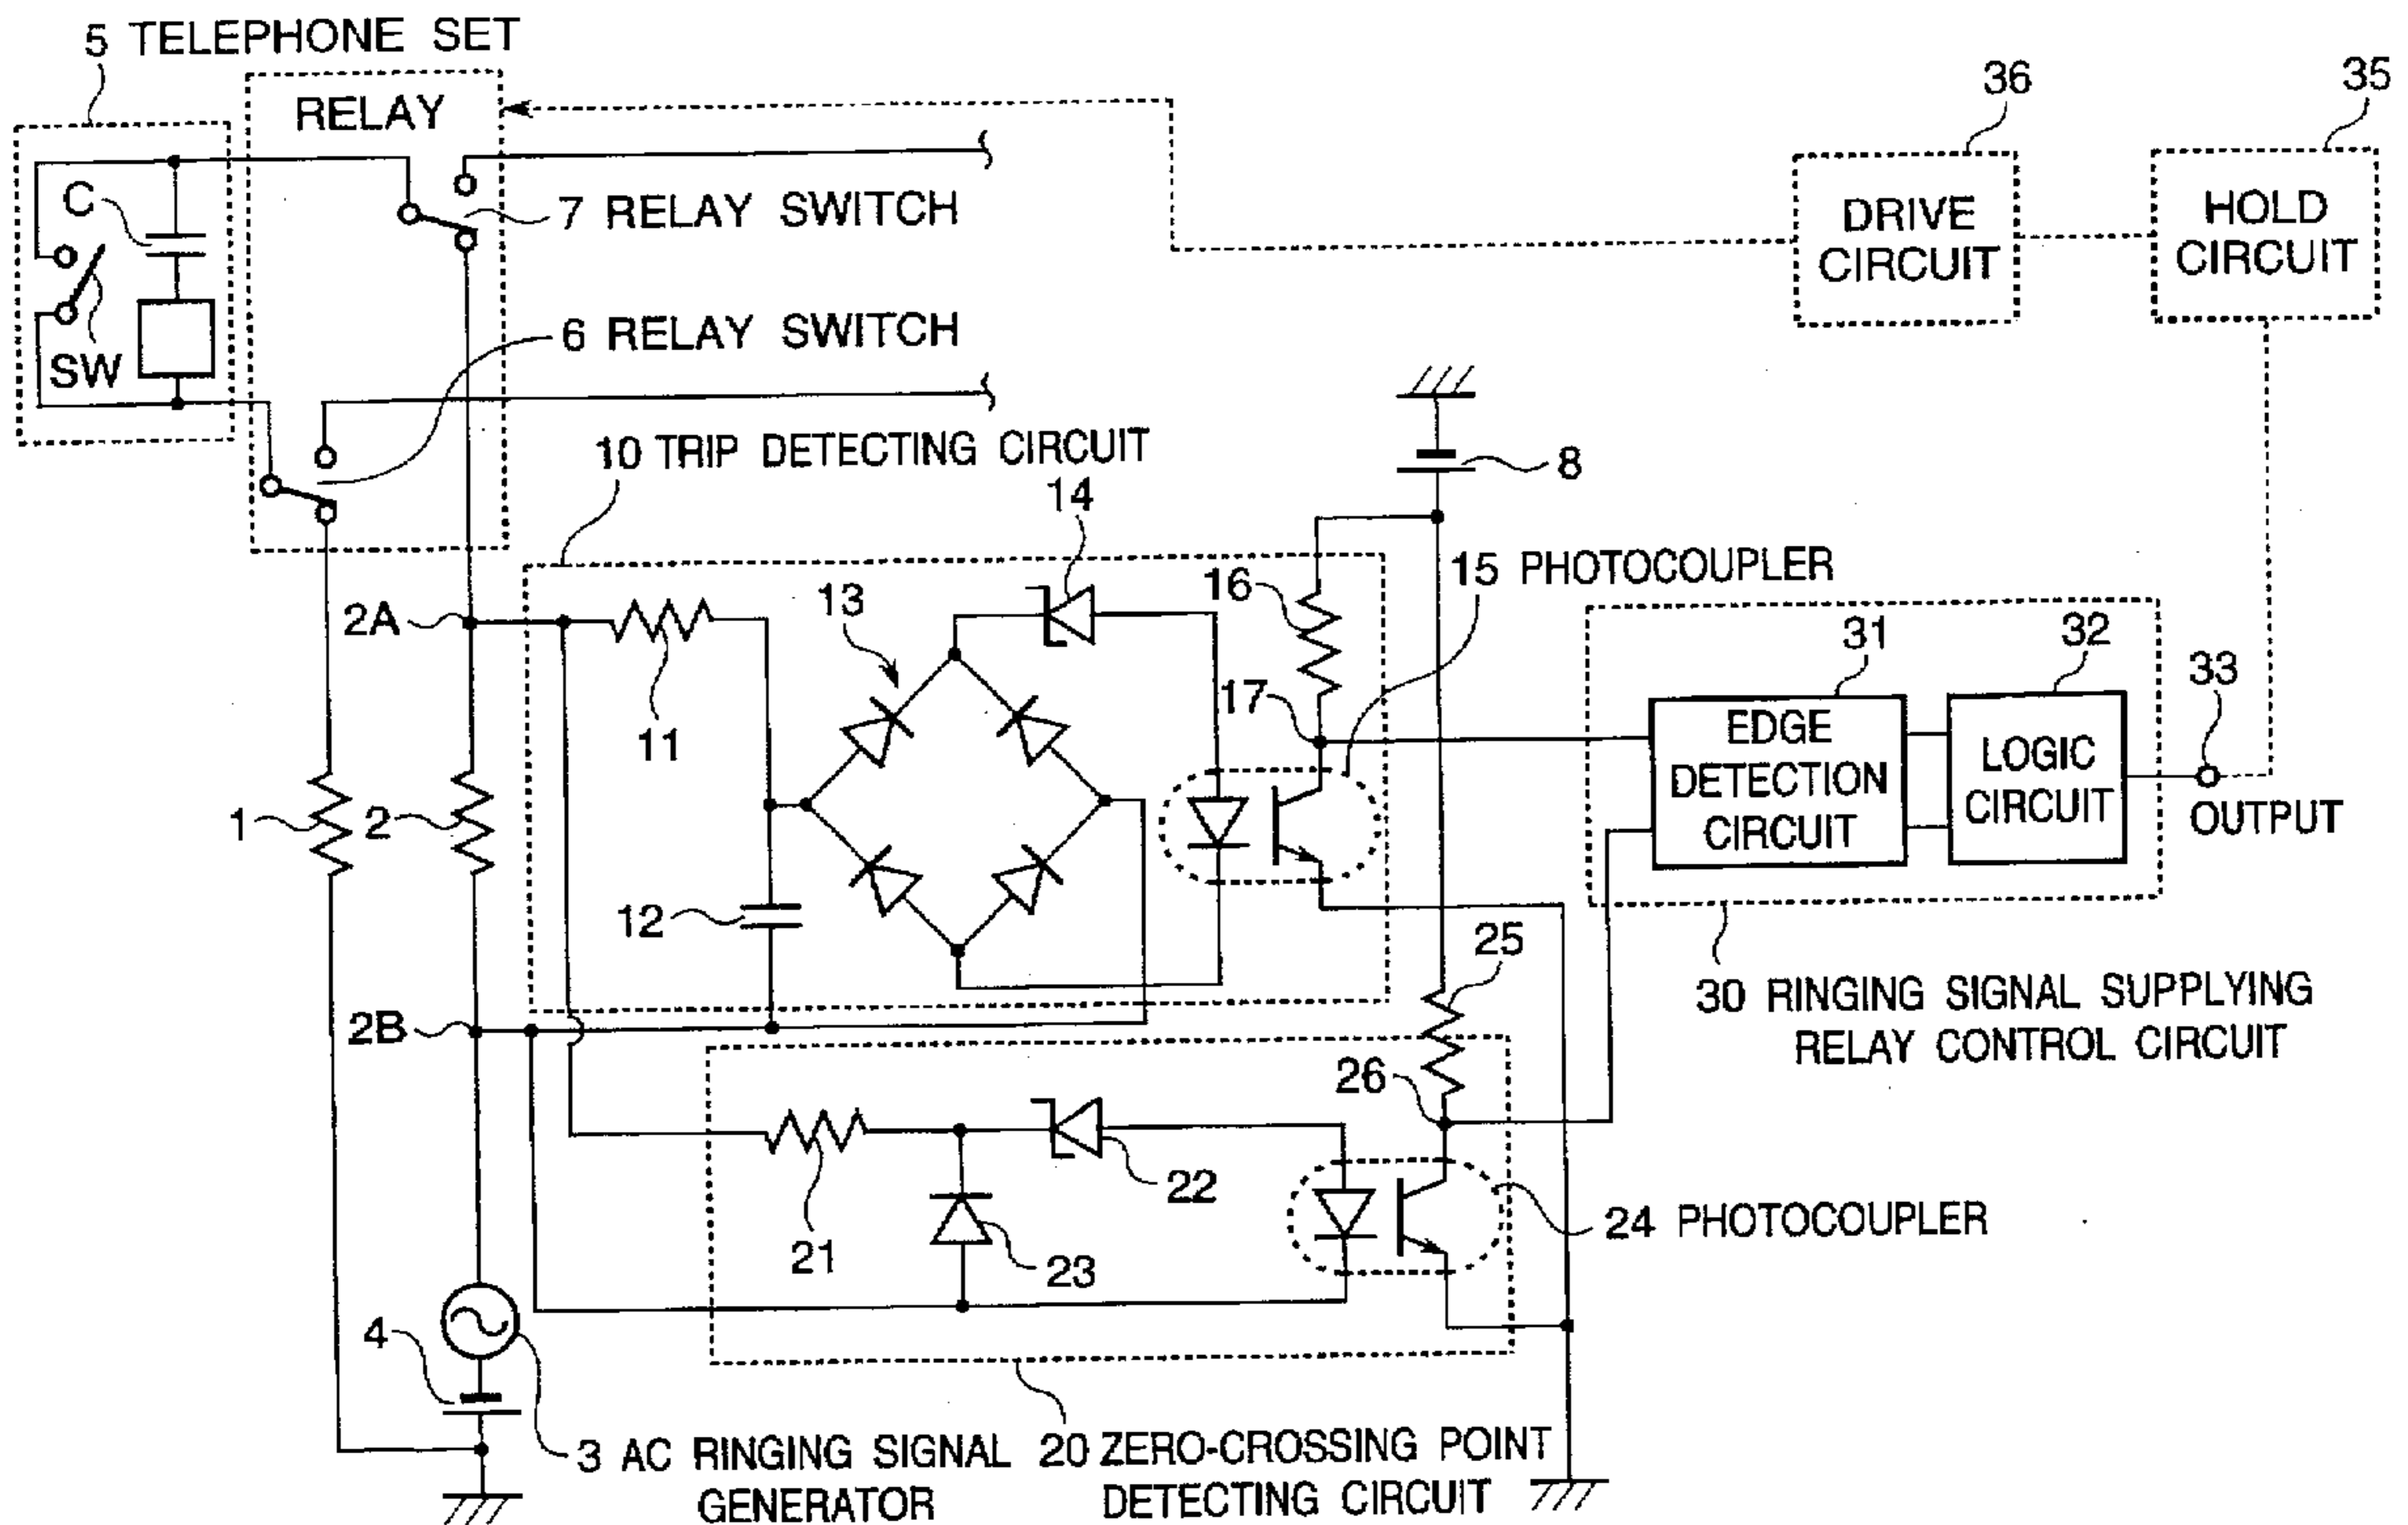 5 TELEPHONE SET
RELAY
36
35
C
7 RELAY SWITCH
DRIVE
CIRCUIT
HOLD
CIRCUIT
SW
6 RELAY SWITCH
10 TRIP DETECTING CIRCUIT
8
14
15 PHOTOCOUPLER
13
16
2A
31
32
33
11
17
EDGE
DETECTION
CIRCUIT
LOGIC
CIRCUIT
OUTPUT
1
2
12
25
30 RINGING SIGNAL SUPPLYING
RELAY CONTROL CIRCUIT
2B
26
22
21
23
24 PHOTOCOUPLER
4
3 AC RINGING SIGNAL
GENERATOR
20 ZERO-CROSSING POINT
DETECTING CIRCUIT